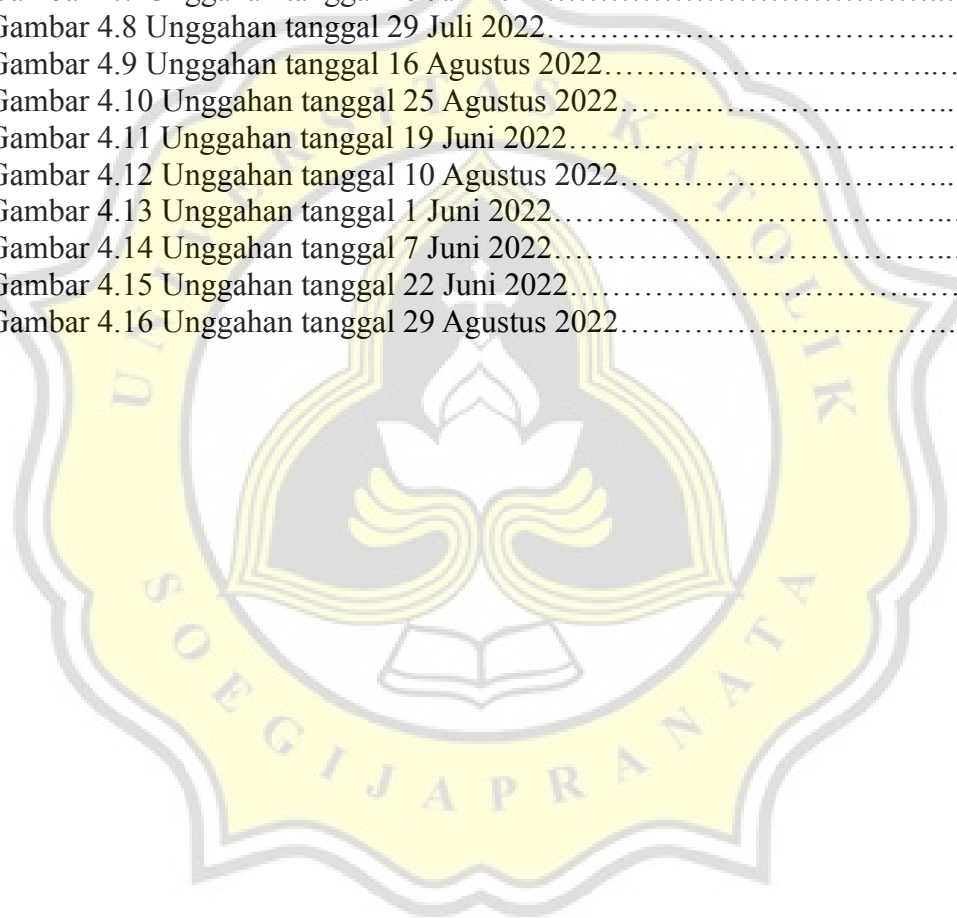 Gambar 4.8 Unggahan tanggal 29 Juli 2022
Gambar 4.9 Unggahan tanggal 16 Agustus 2022
Gambar 4.10 Unggahan tanggal 25 Agustus 2022
Gambar 4.11 Unggahan tanggal 19 Juni 2022
Gambar 4.12 Unggahan tanggal 10 Agustus 2022
Gambar 4.13 Unggahan tanggal 1 Juni 2022
Gambar 4.14 Unggahan tanggal 7 Juni 2022
Gambar 4.15 Unggahan tanggal 22 Juni 2022
Gambar 4.16 Unggahan tanggal 29 Agustus 2022
UNIVERSITAS KATOLIK
SOEGIJAPRANATA